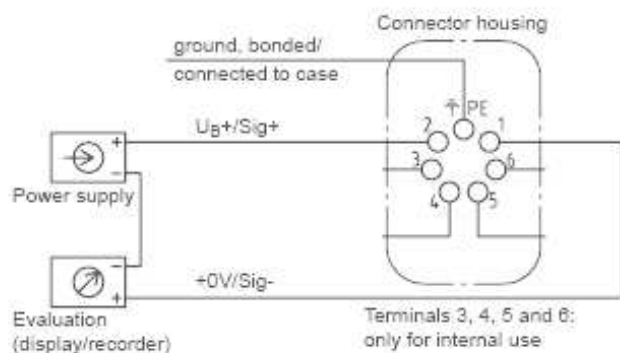 Connector housing
ground, bonded/
connected to case
PE
UB+/Sig+
2
1
+
3
6
-
Power supply
4
5
-
+0V/Sig-
+
Evaluation
(display/recorder)
Terminals 3, 4, 5 and 6:
only for internal use